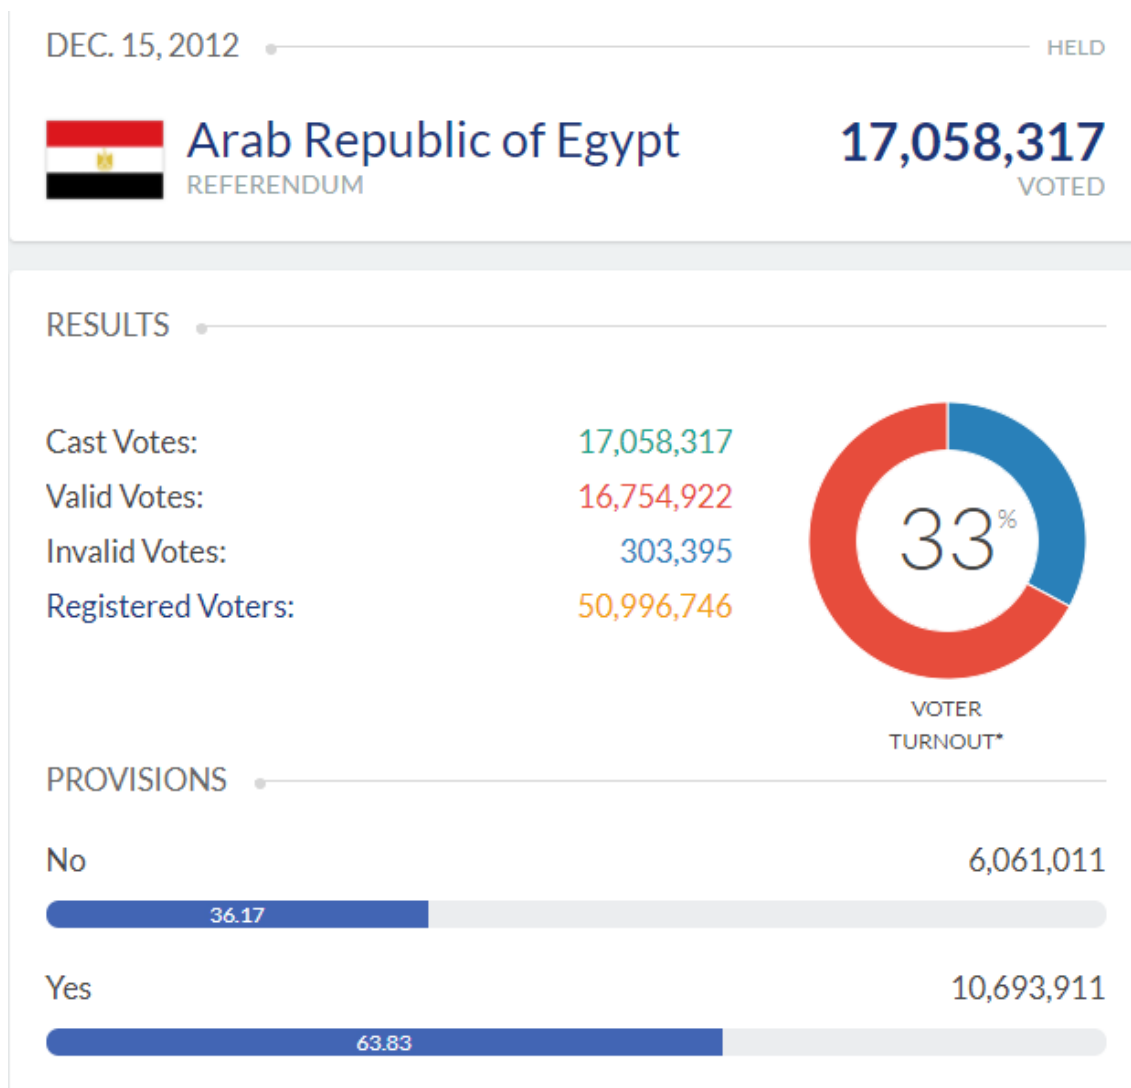 DEC. 15, 2012 HELD
Arab Republic of Egypt 17,058,317
REFERENDUM VOTED
RESULTS
Cast Votes: 17,058,317
Valid Votes: 16,754,922
Invalid Votes: 303,395
Registered Voters: 50,996,746
33%
VOTER
TURNOUT*
PROVISIONS
No 6,061,011
36.17
Yes 10,693,911
63.83